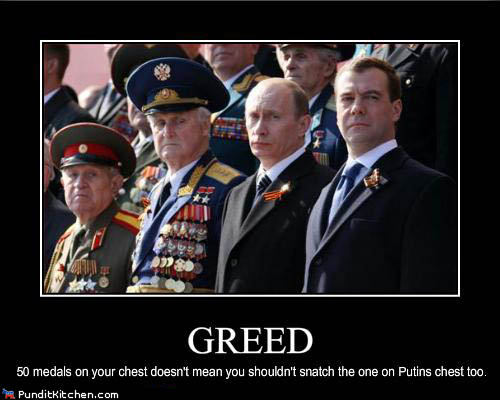 GREED
50 medals on your chest doesn't mean you shouldn't snatch the one on Putins chest too.
PunditKitchen.com